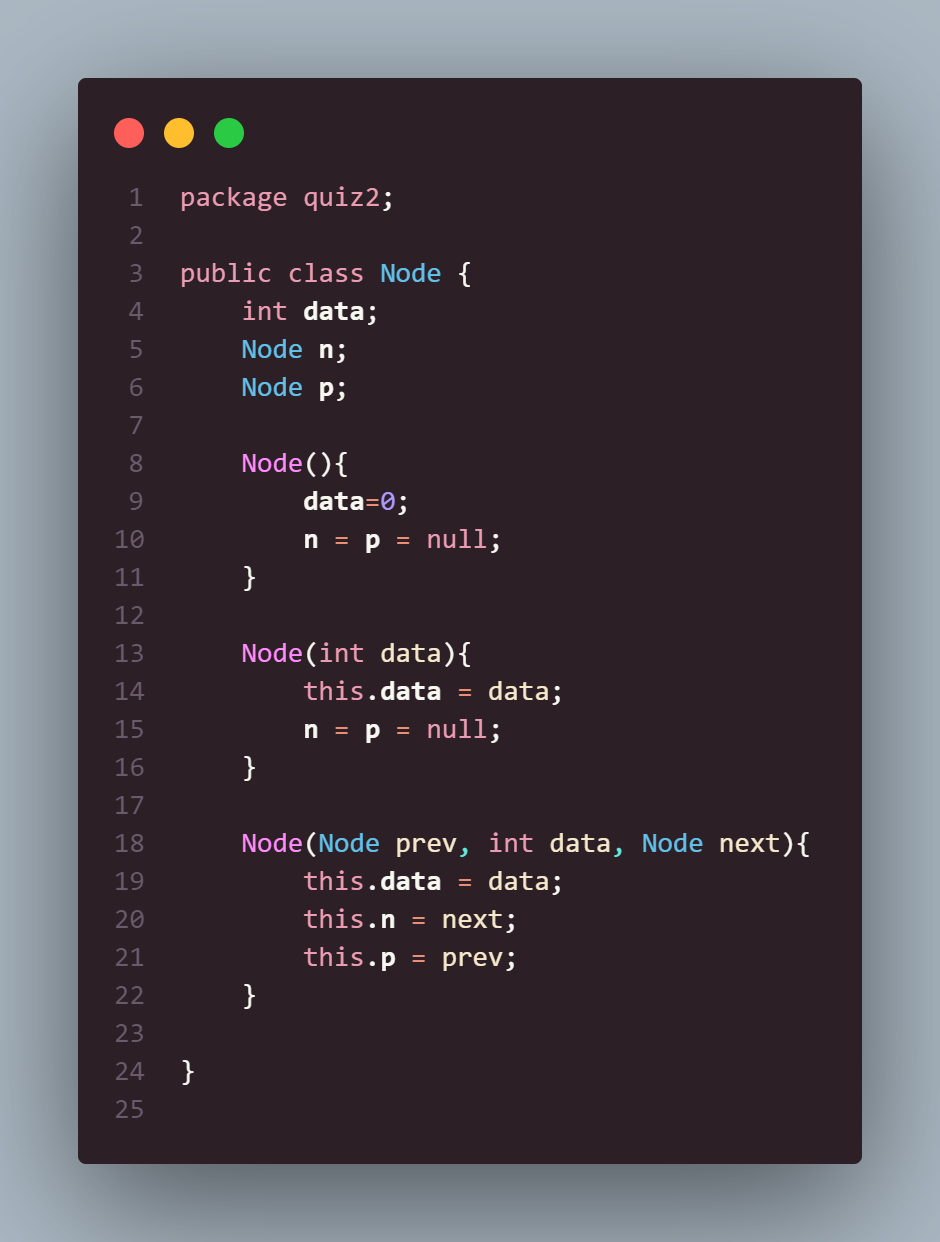 1 package quiz2;
2
3 public class Node {
4     int data;
5     Node n;
6     Node p;
7
8     Node(){
9         data=0;
10         n = p = null;
11     }
12
13     Node(int data){
14         this.data = data;
15         n = p = null;
16     }
17
18     Node(Node prev, int data, Node next){
19         this.data = data;
20         this.n = next;
21         this.p = prev;
22     }
23
24 }
25